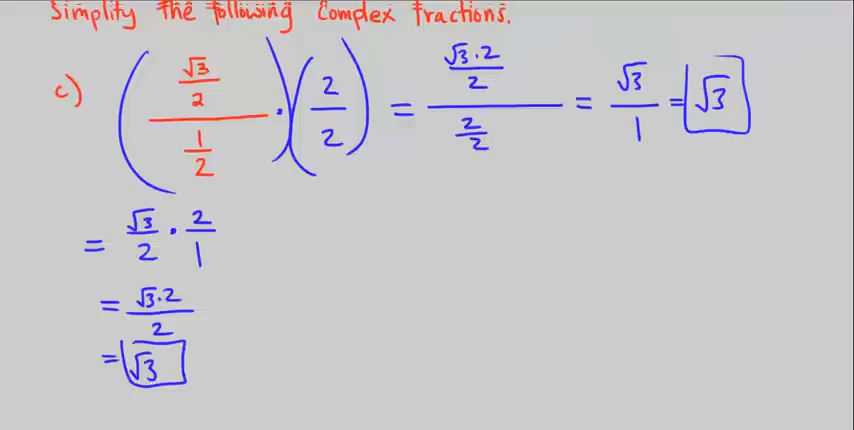 Simplify the following Complex fractions.
c) ((√3/2)/(1/2)) · (2/2) = ((√3·2)/2)/(2/2) = √3/1 = √3
= √3/2 · 2/1
= (√3·2)/2
= √3